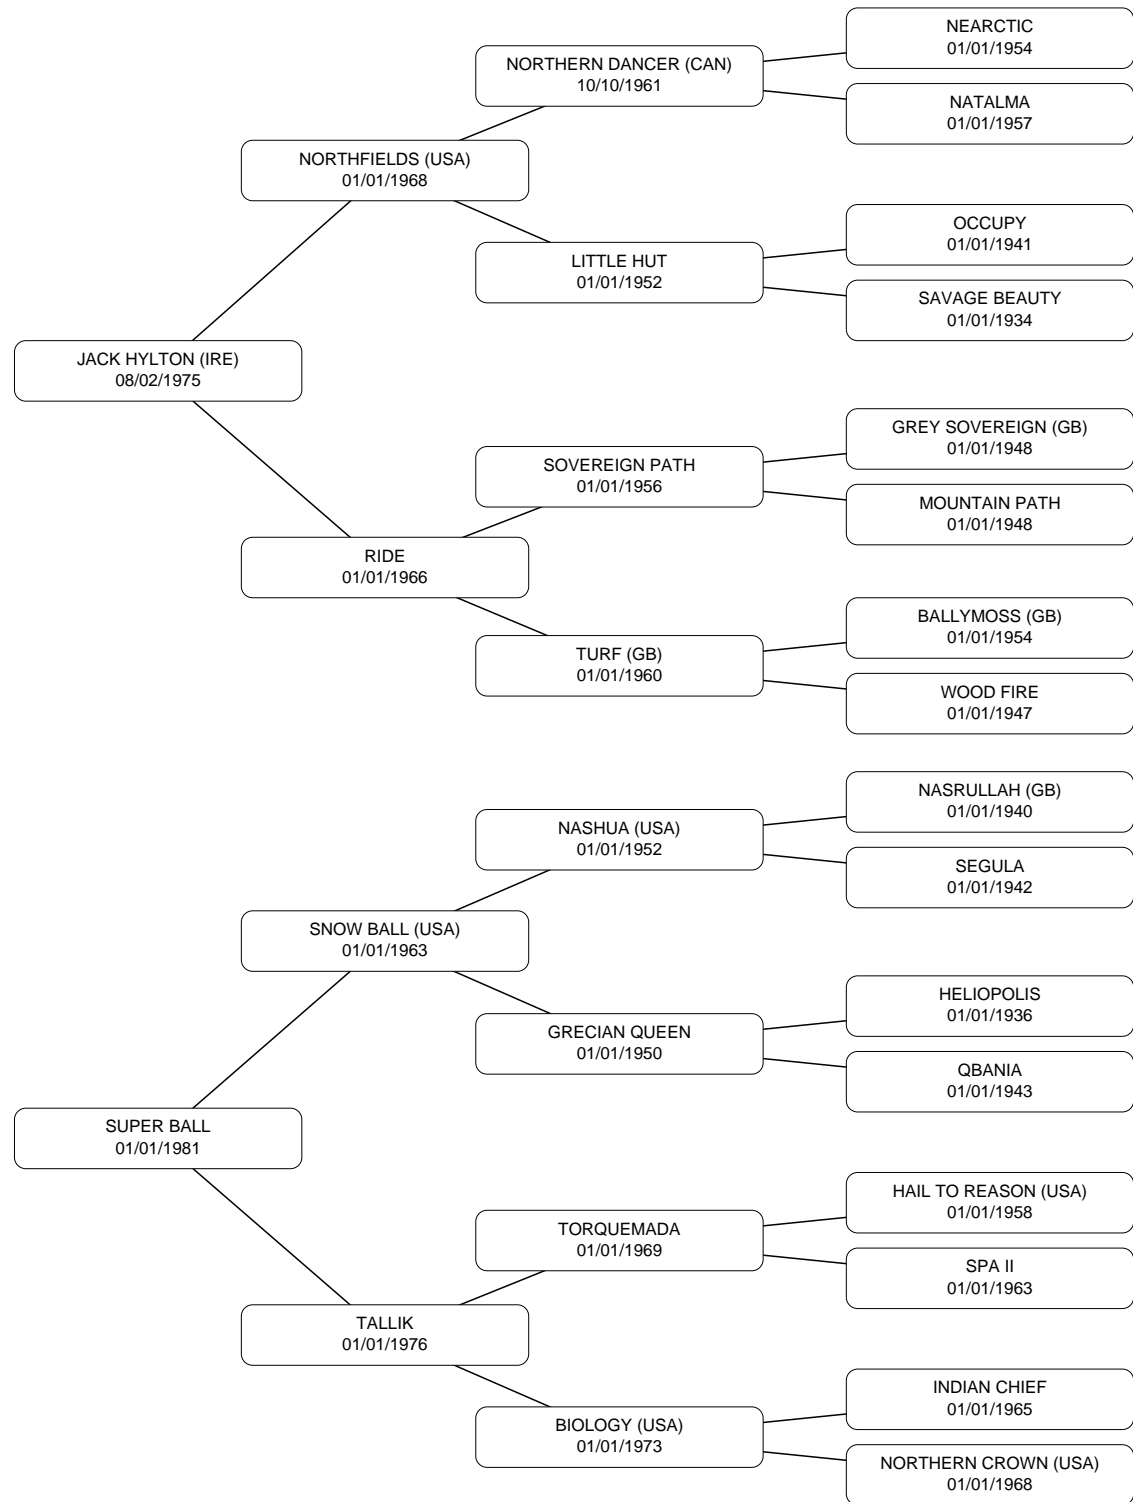 NEARCTIC
01/01/1954
NORTHERN DANCER (CAN)
10/10/1961
NATALMA
01/01/1957
NORTHFIELDS (USA)
01/01/1968
OCCUPY
01/01/1941
LITTLE HUT
01/01/1952
SAVAGE BEAUTY
01/01/1934
JACK HYLTON (IRE)
08/02/1975
GREY SOVEREIGN (GB)
01/01/1948
SOVEREIGN PATH
01/01/1956
MOUNTAIN PATH
01/01/1948
RIDE
01/01/1966
BALLYMOSS (GB)
01/01/1954
TURF (GB)
01/01/1960
WOOD FIRE
01/01/1947
NASRULLAH (GB)
01/01/1940
NASHUA (USA)
01/01/1952
SEGULA
01/01/1942
SNOW BALL (USA)
01/01/1963
HELIOPOLIS
01/01/1936
GRECIAN QUEEN
01/01/1950
QBANIA
01/01/1943
SUPER BALL
01/01/1981
HAIL TO REASON (USA)
01/01/1958
TORQUEMADA
01/01/1969
SPA II
01/01/1963
TALLIK
01/01/1976
INDIAN CHIEF
01/01/1965
BIOLOGY (USA)
01/01/1973
NORTHERN CROWN (USA)
01/01/1968